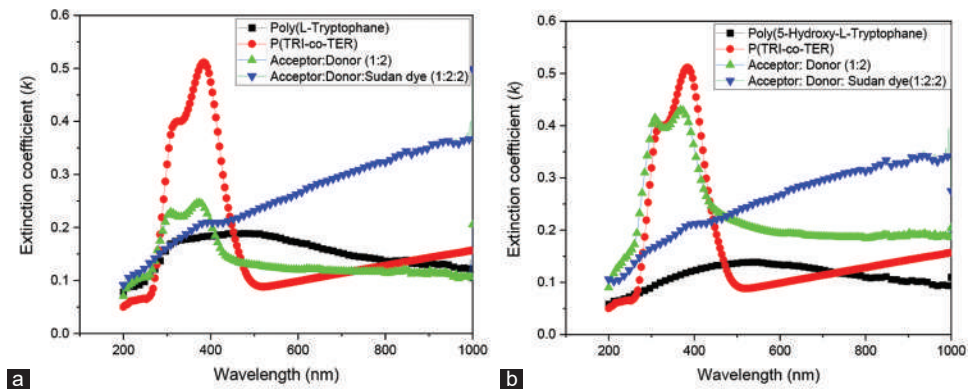 0.6
0.5
0.4
0.3
0.2
0.1
0.0
Extinction coeffticient (k)
Poly(L-Tryptophane)
P(TRI-co-TER)
Acceptor:Donor (1:2)
Acceptor:Donor:Sudan dye (1:2:2)
200 400 600 800 1000
Wavelength (nm)
a
0.6
0.5
0.4
0.3
0.2
0.1
0.0
Extinction coeffticient (k)
Poly(5-Hydroxy-L-Tryptophane)
P(TRI-co-TER)
Acceptor: Donor (1:2)
Acceptor: Donor: Sudan dye(1:2:2)
200 400 600 800 1000
Wavelength (nm)
b